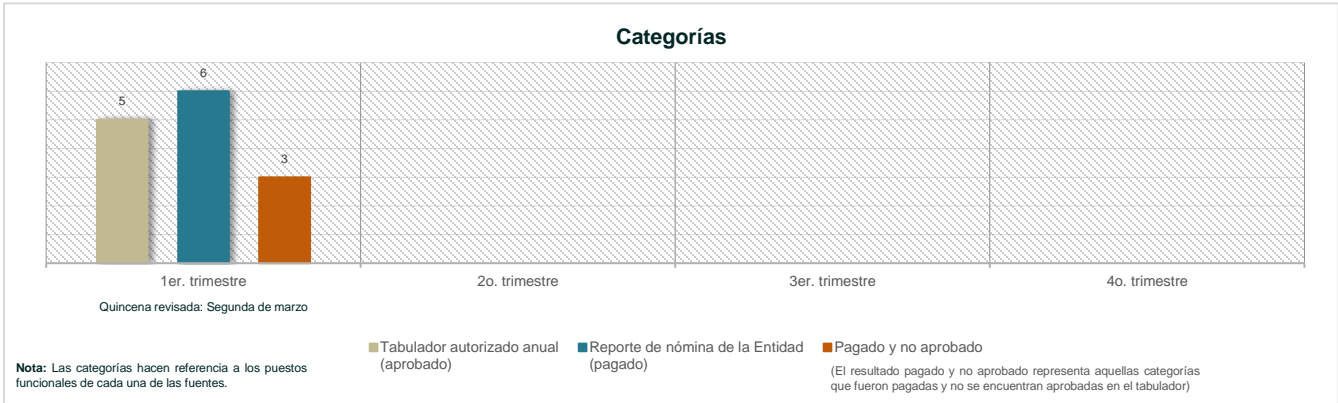 Categorías
5
6
3
1er. trimestre
2o. trimestre
3er. trimestre
4o. trimestre
Quincena revisada: Segunda de marzo
Tabulador autorizado anual
(aprobado)
Reporte de nómina de la Entidad
(pagado)
Pagado y no aprobado
(El resultado pagado y no aprobado representa aquellas categorías
que fueron pagadas y no se encuentran aprobadas en el tabulador)
Nota: Las categorías hacen referencia a los puestos
funcionales de cada una de las fuentes.